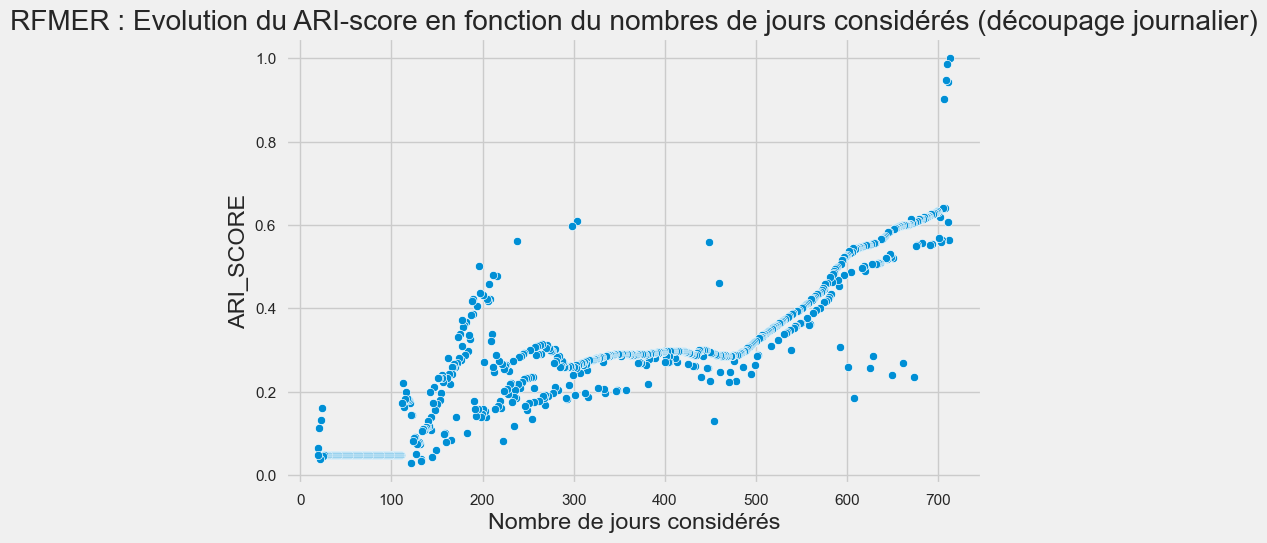 RFMER : Evolution du ARI-score en fonction du nombres de jours considérés (découpage journalier)
1.0
0.8
0.6
0.4
0.2
0.0
ARI_SCORE
0 100 200 300 400 500 600 700
Nombre de jours considérés